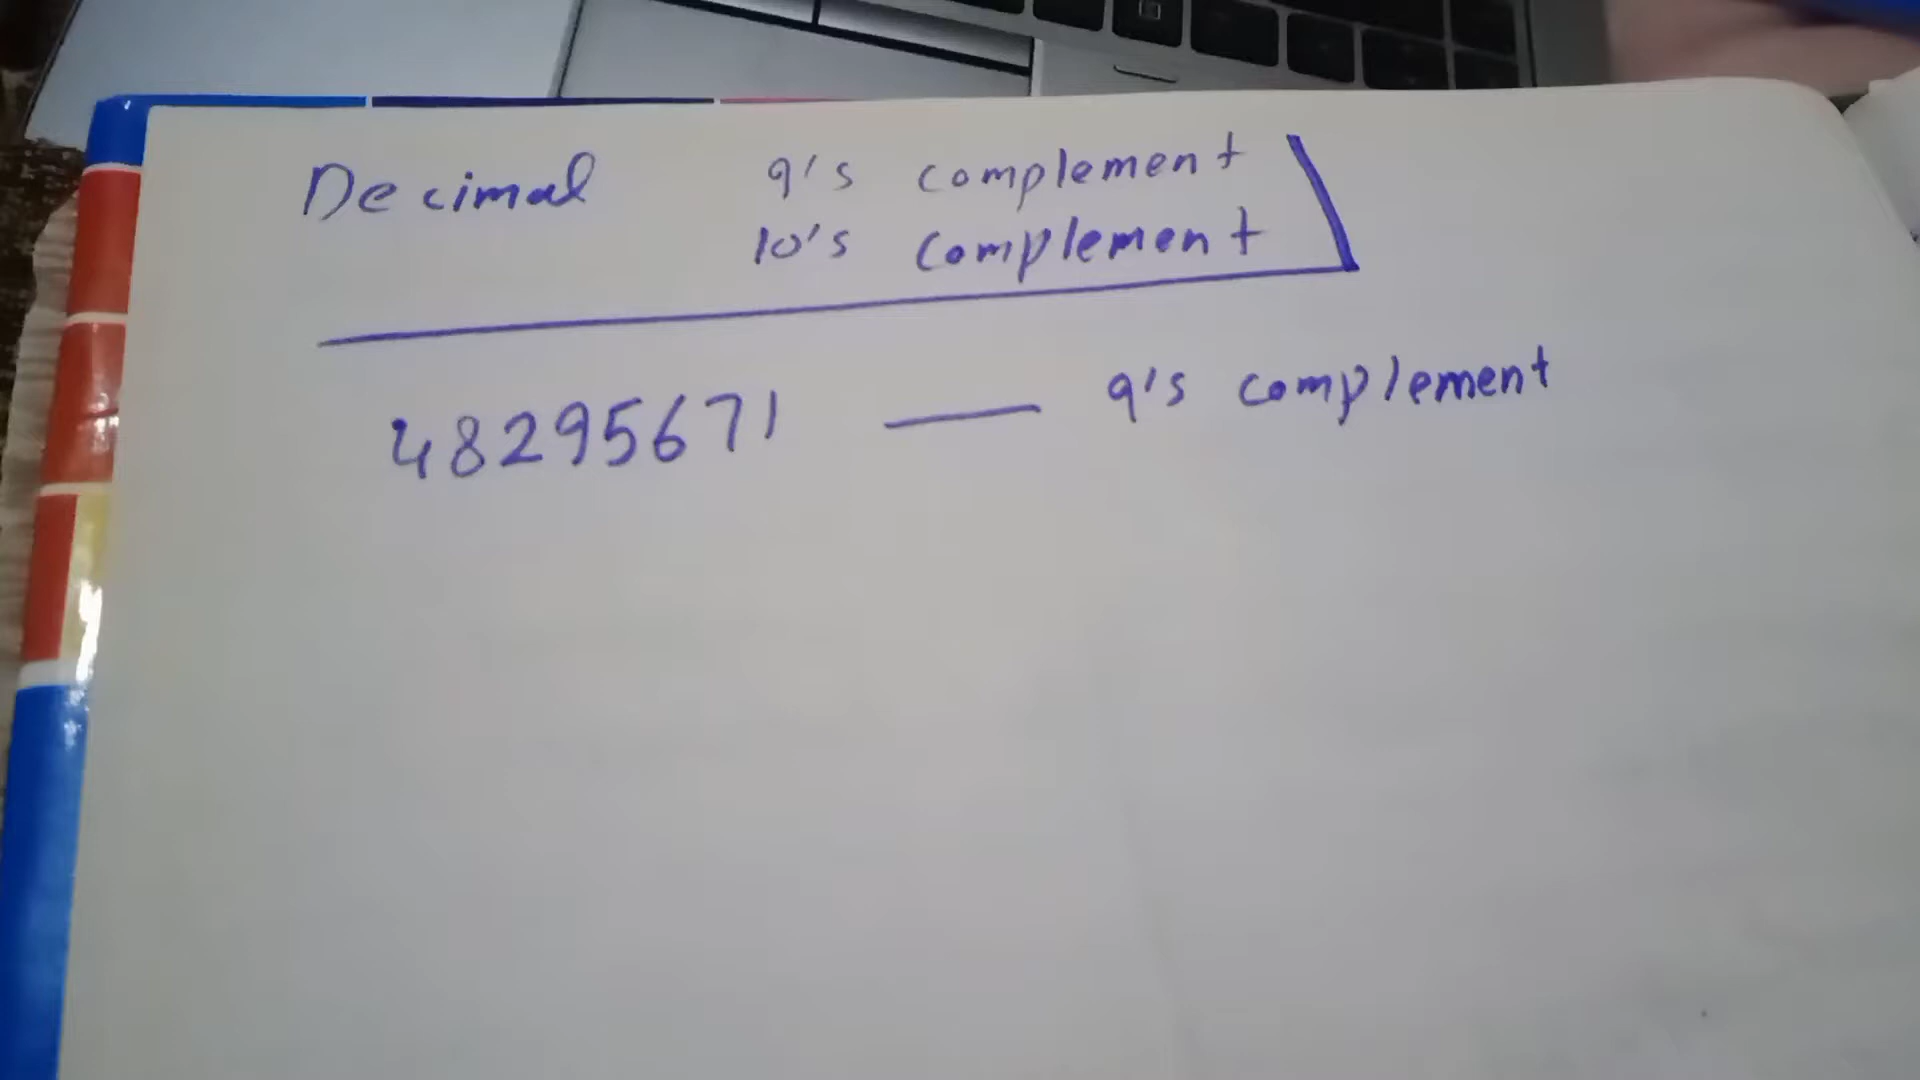 Decimal 9's complement
10's complement
48295671 — 9's complement